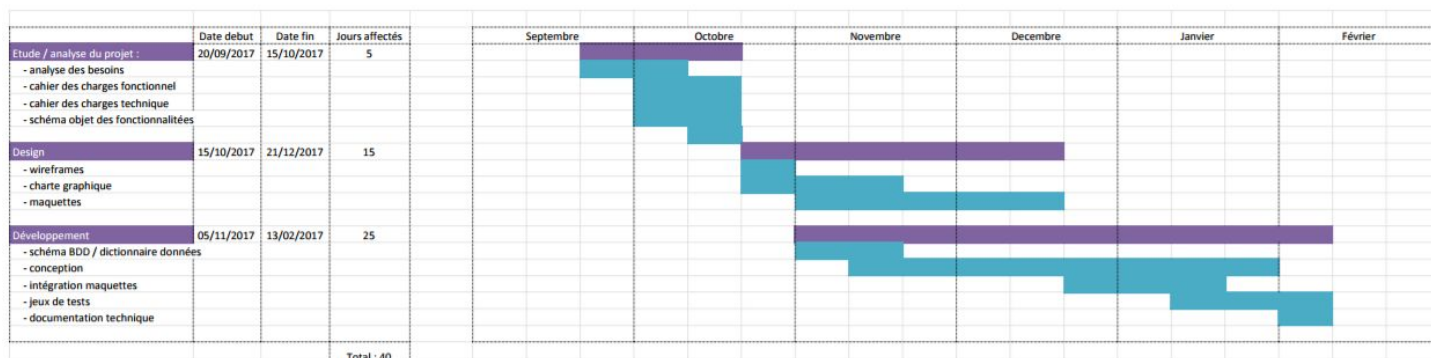 Date debut Date fin Jours affectés Septembre Octobre Novembre Decembre Janvier Février
Etude / analyse du projet : 20/09/2017 15/10/2017 5
- analyse des besoins
- cahier des charges fonctionnel
- cahier des charges technique
- schéma objet des fonctionnalitées
Design 15/10/2017 21/12/2017 15
- wireframes
- charte graphique
- maquettes
Développement 05/11/2017 13/02/2017 25
- schéma BDD / dictionnaire données
- conception
- intégration maquettes
- jeux de tests
- documentation technique
Total : 40